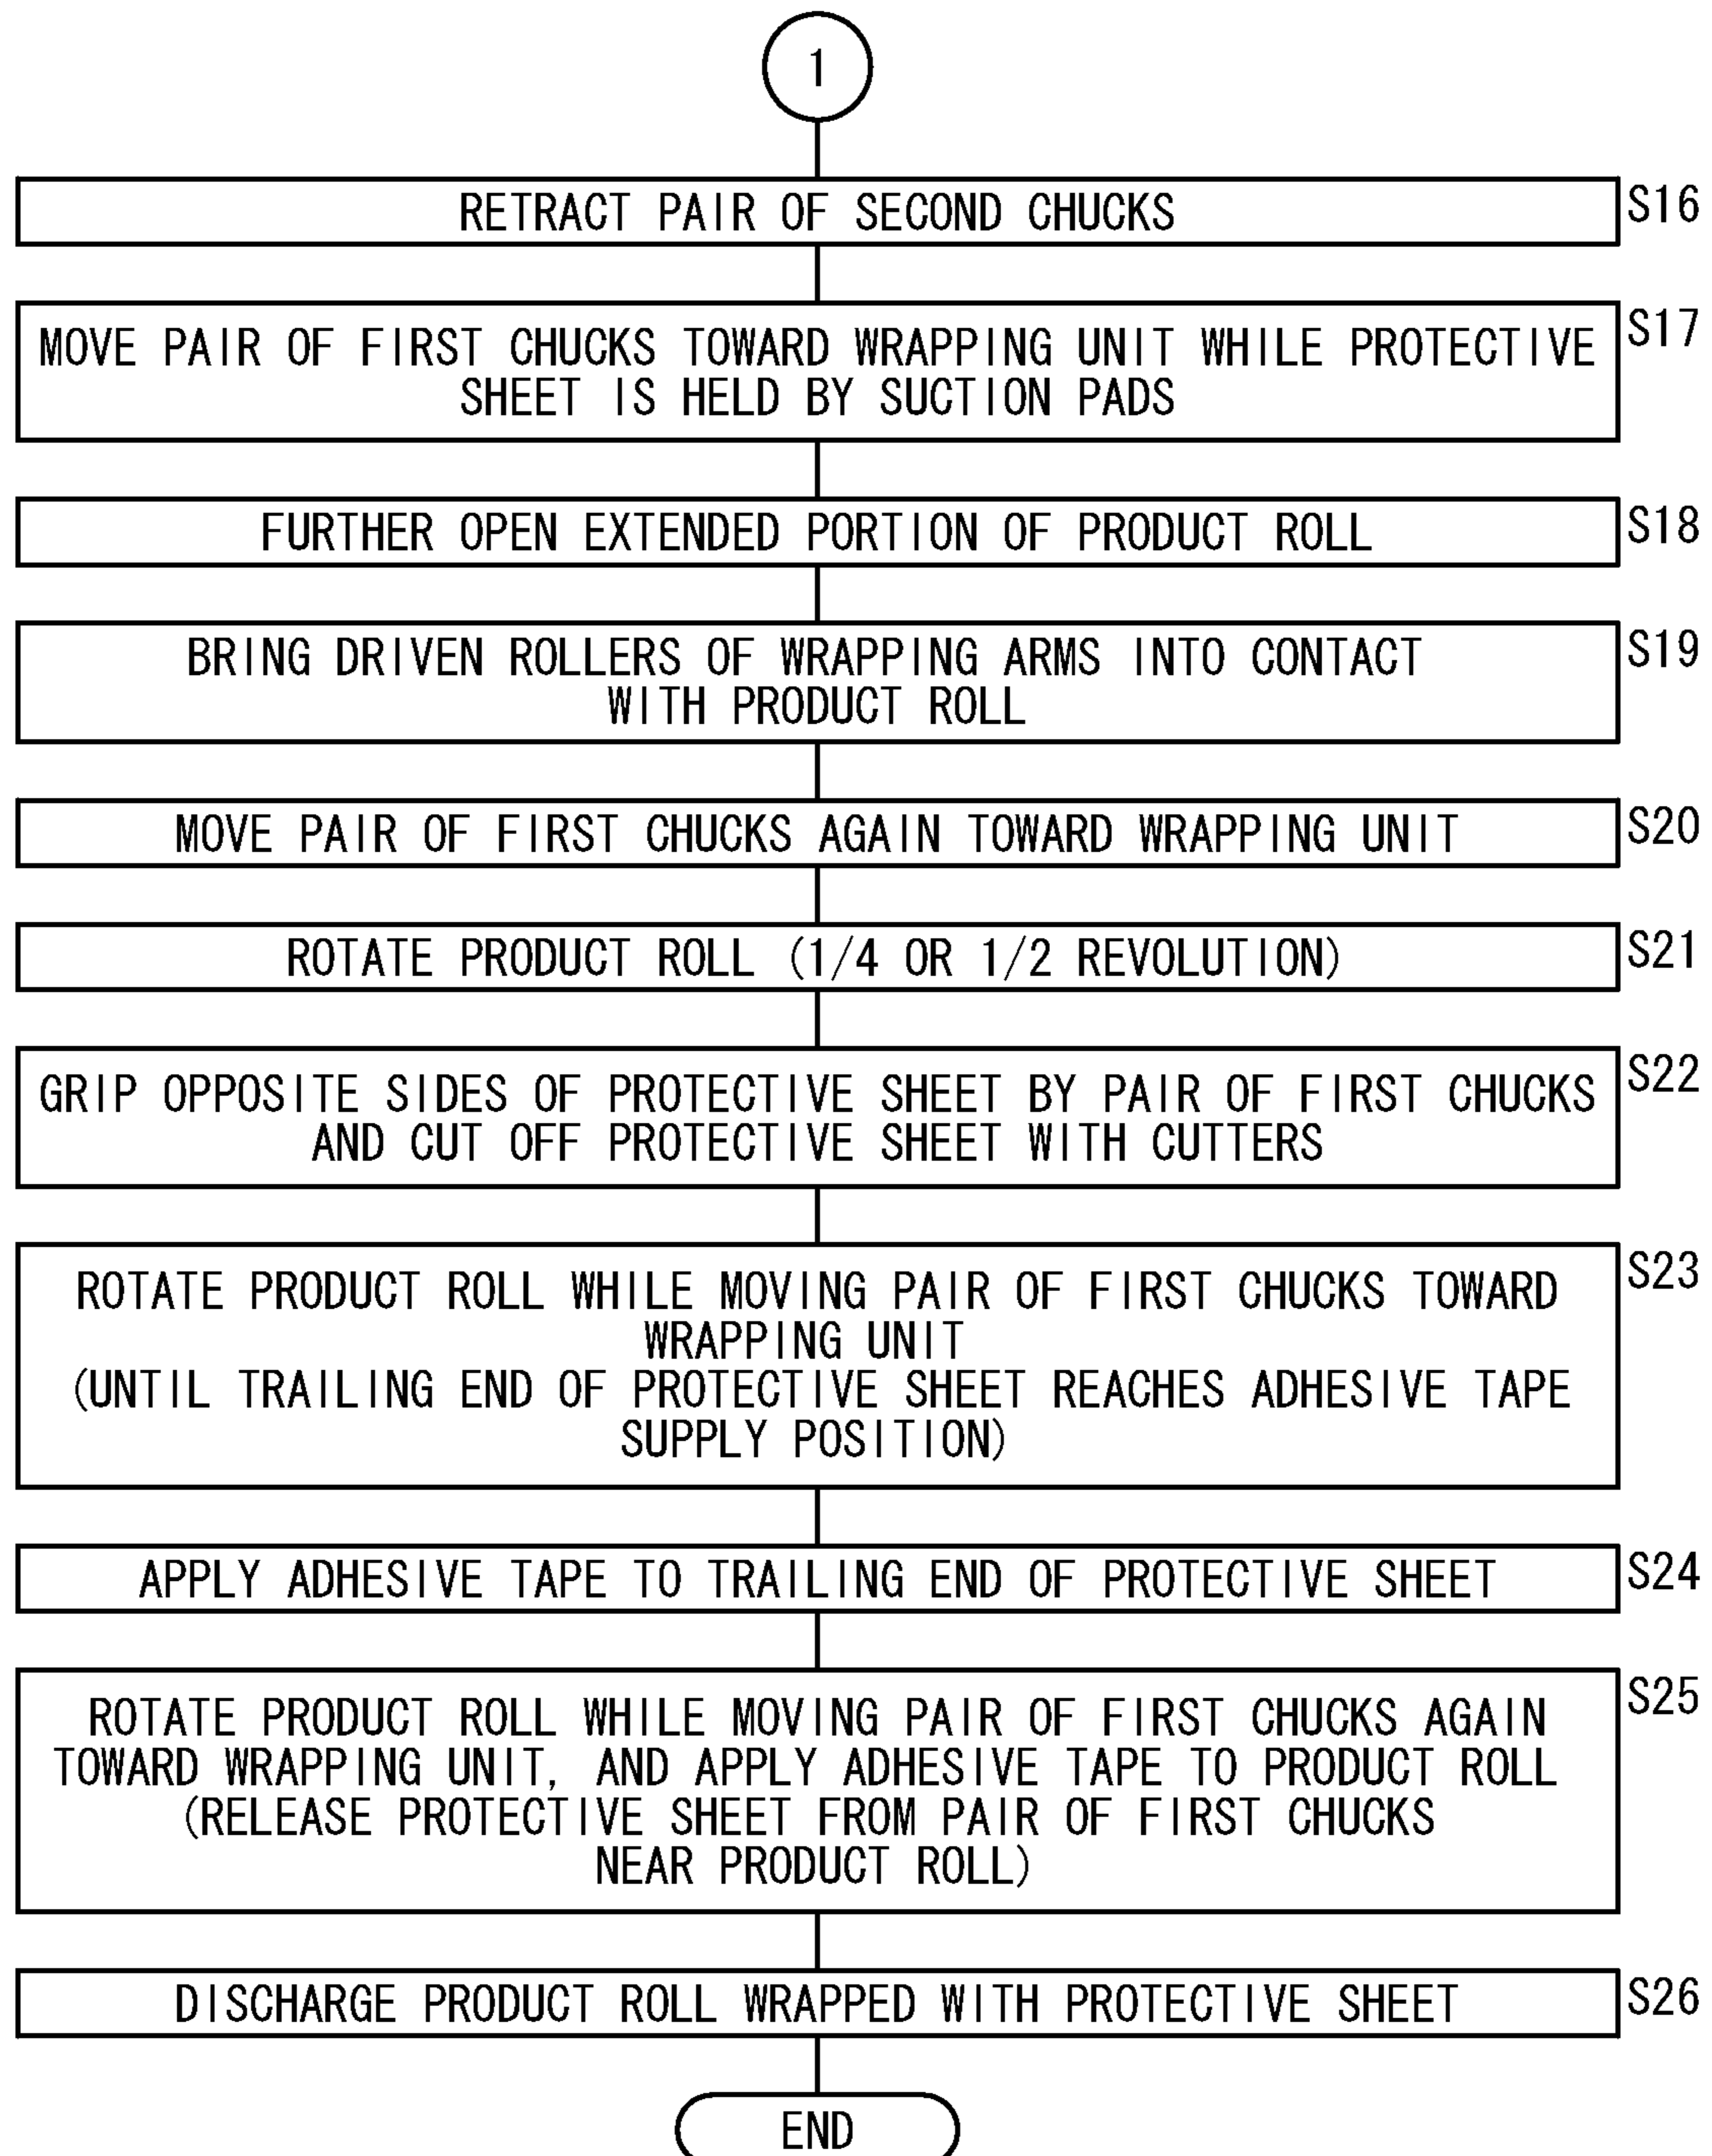 1
RETRACT PAIR OF SECOND CHUCKS
S16
MOVE PAIR OF FIRST CHUCKS TOWARD WRAPPING UNIT WHILE PROTECTIVE
SHEET IS HELD BY SUCTION PADS
S17
FURTHER OPEN EXTENDED PORTION OF PRODUCT ROLL
S18
BRING DRIVEN ROLLERS OF WRAPPING ARMS INTO CONTACT
WITH PRODUCT ROLL
S19
MOVE PAIR OF FIRST CHUCKS AGAIN TOWARD WRAPPING UNIT
S20
ROTATE PRODUCT ROLL (1/4 OR 1/2 REVOLUTION)
S21
GRIP OPPOSITE SIDES OF PROTECTIVE SHEET BY PAIR OF FIRST CHUCKS
AND CUT OFF PROTECTIVE SHEET WITH CUTTERS
S22
ROTATE PRODUCT ROLL WHILE MOVING PAIR OF FIRST CHUCKS TOWARD
WRAPPING UNIT
(UNTIL TRAILING END OF PROTECTIVE SHEET REACHES ADHESIVE TAPE
SUPPLY POSITION)
S23
APPLY ADHESIVE TAPE TO TRAILING END OF PROTECTIVE SHEET
S24
ROTATE PRODUCT ROLL WHILE MOVING PAIR OF FIRST CHUCKS AGAIN
TOWARD WRAPPING UNIT, AND APPLY ADHESIVE TAPE TO PRODUCT ROLL
(RELEASE PROTECTIVE SHEET FROM PAIR OF FIRST CHUCKS
NEAR PRODUCT ROLL)
S25
DISCHARGE PRODUCT ROLL WRAPPED WITH PROTECTIVE SHEET
S26
END